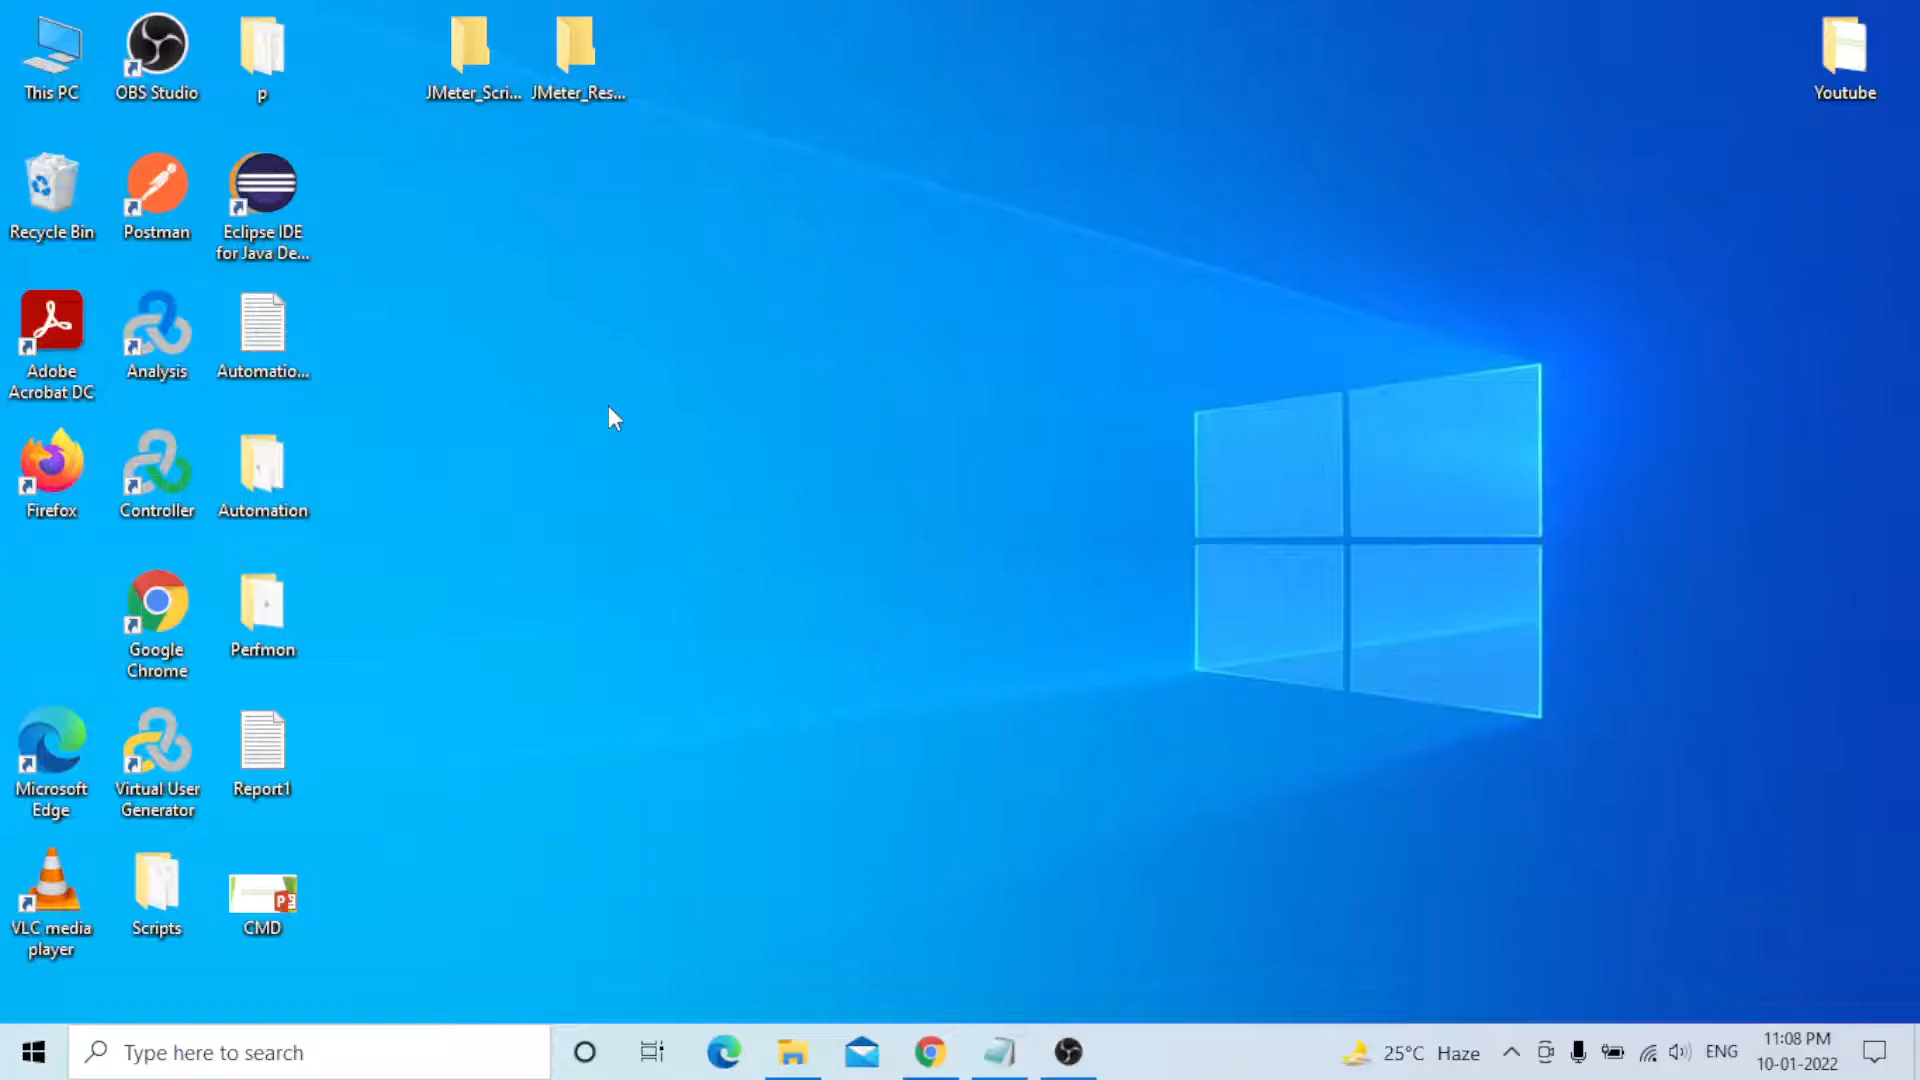 This PC
OBS Studio
p
JMeter_Scri...
JMeter_Res...
Youtube
Recycle Bin
Postman
Eclipse IDE
for Java De...
Adobe
Acrobat DC
Analysis
Automatio...
Firefox
Controller
Automation
Google
Chrome
Perfmon
Microsoft
Edge
Virtual User
Generator
Report1
VLC media
player
Scripts
CMD
Type here to search
25°C Haze
ENG
11:08 PM
10-01-2022